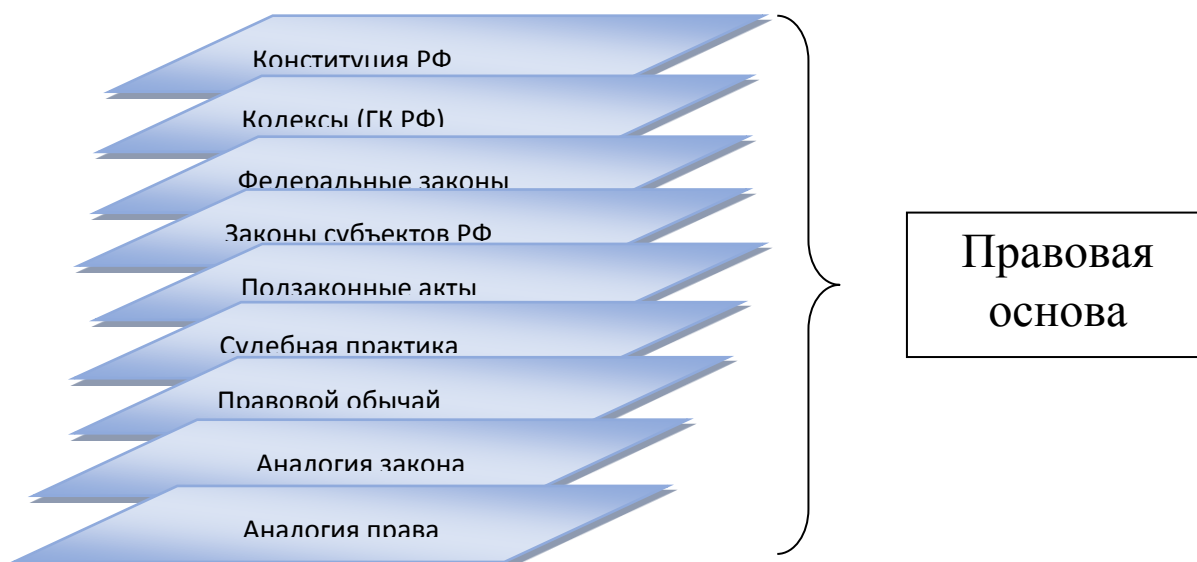 Конституция РФ
Кодексы (ГК РФ)
Федеральные законы
Законы субъектов РФ
Подзаконные акты
Судебная практика
Правовой обычай
Аналогия закона
Аналогия права
Правовая
основа